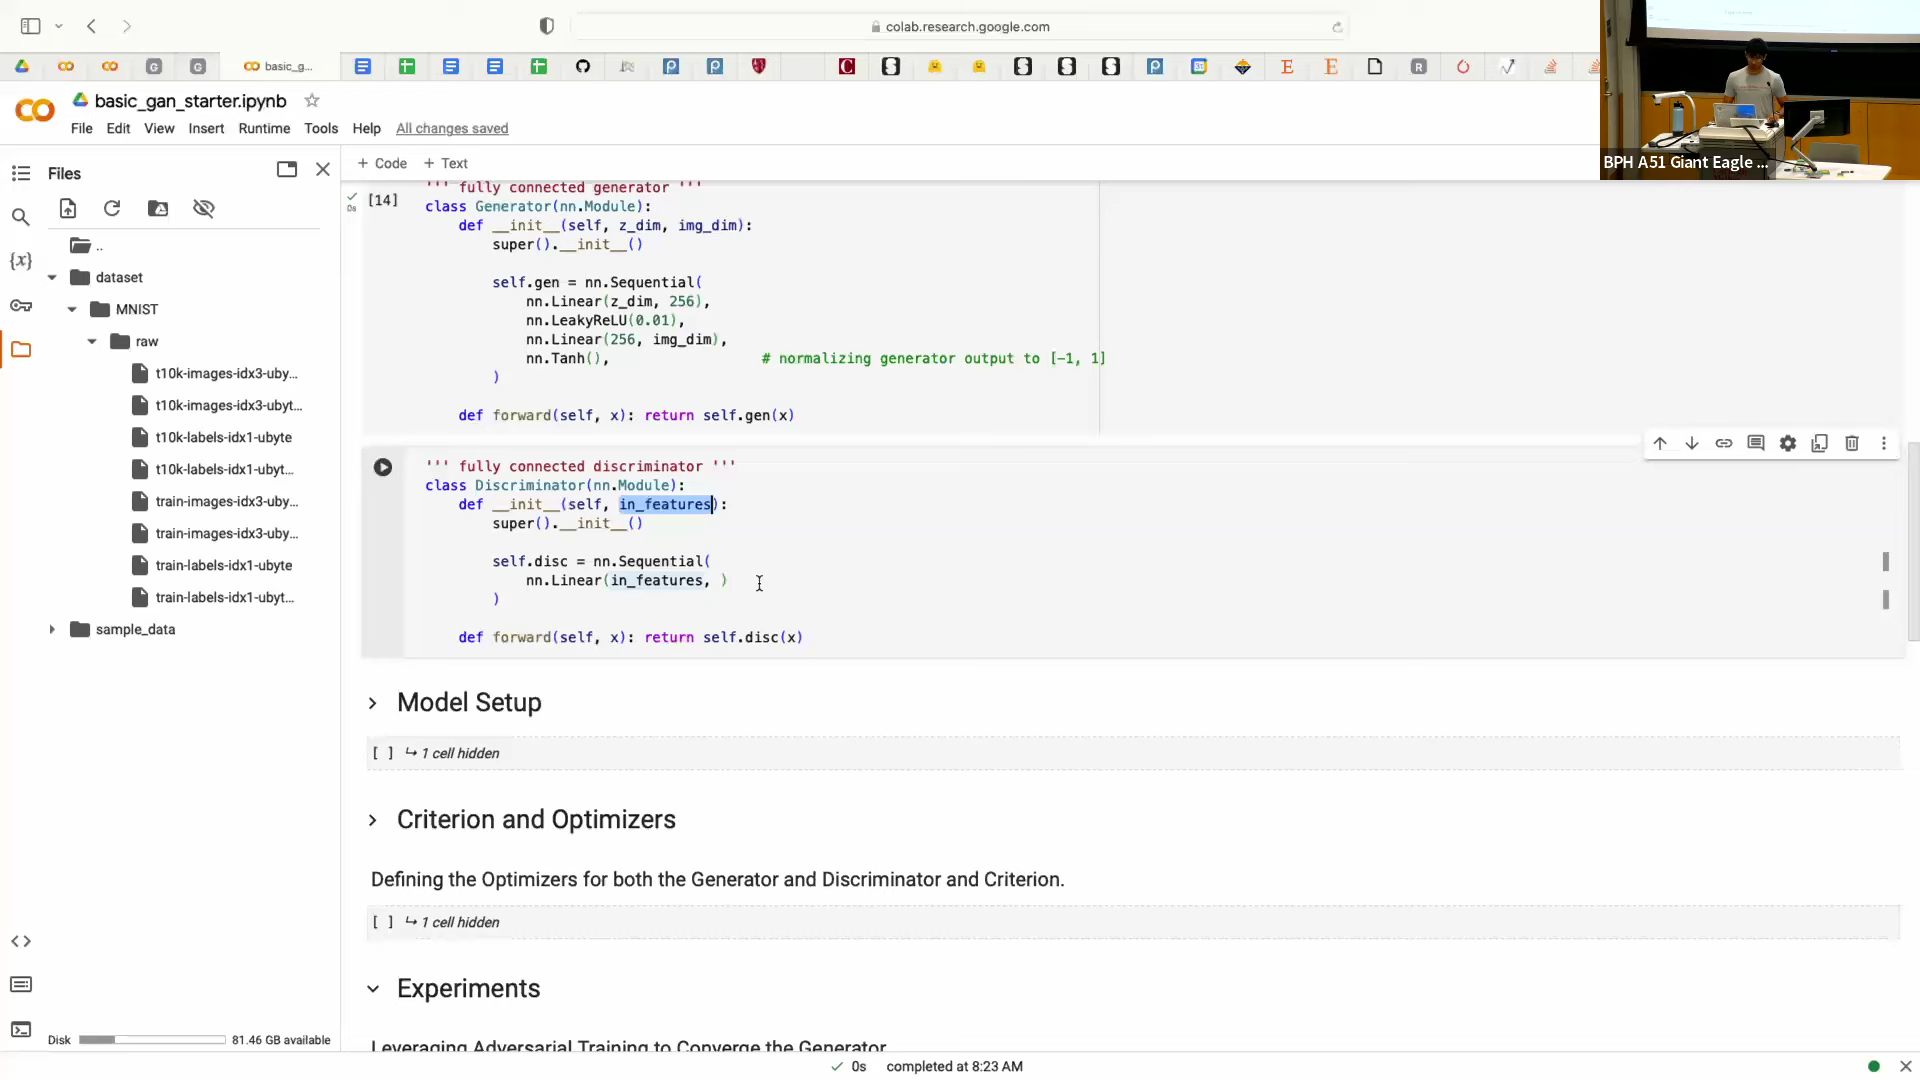 colab.research.google.com
basic_g...
BPH A51 Giant Eagle ...
basic_gan_starter.ipynb
File Edit View Insert Runtime Tools Help All changes saved
Files
+ Code + Text
..
dataset
MNIST
raw
t10k-images-idx3-uby...
t10k-images-idx3-ubyt...
t10k-labels-idx1-ubyte
t10k-labels-idx1-ubyt...
train-images-idx3-uby...
train-images-idx3-uby...
train-labels-idx1-ubyte
train-labels-idx1-ubyt...
sample_data
Disk 81.46 GB available
[14]
0s
''' fully connected generator '''
class Generator(nn.Module):
def __init__(self, z_dim, img_dim):
super().__init__()
self.gen = nn.Sequential(
nn.Linear(z_dim, 256),
nn.LeakyReLU(0.01),
nn.Linear(256, img_dim),
nn.Tanh(), # normalizing generator output to [-1, 1]
)
def forward(self, x): return self.gen(x)
''' fully connected discriminator '''
class Discriminator(nn.Module):
def __init__(self, in_features):
super().__init__()
self.disc = nn.Sequential(
nn.Linear(in_features, )
)
def forward(self, x): return self.disc(x)
Model Setup
[ ] ↳ 1 cell hidden
Criterion and Optimizers
Defining the Optimizers for both the Generator and Discriminator and Criterion.
[ ] ↳ 1 cell hidden
Experiments
Leveraging Adversarial Training to Converge the Generator
0s completed at 8:23 AM